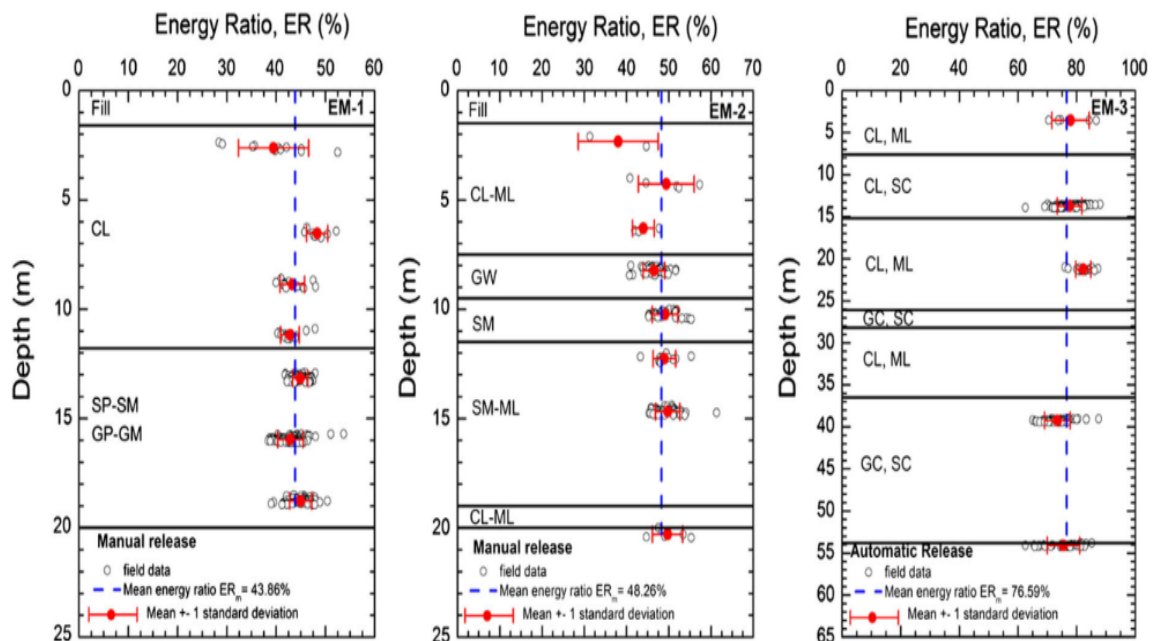 Energy Ratio, ER (%)
0 10 20 30 40 50 60
0
5
10
15
20
25
Depth (m)
Fill
EM-1
CL
SP-SM
GP-GM
Manual release
field data
Mean energy ratio ERm= 43.86%
Mean +- 1 standard deviation
Energy Ratio, ER (%)
0 10 20 30 40 50 60 70
0
5
10
15
20
25
Depth (m)
Fill
EM-2
CL-ML
GW
SM
SM-ML
CL-ML
Manual release
field data
Mean energy ratio ERm= 48.26%
Mean +- 1 standard deviation
Energy Ratio, ER (%)
0 20 40 60 80 100
0
5
10
15
20
25
30
35
40
45
50
55
60
65
Depth (m)
EM-3
CL, ML
CL, SC
CL, ML
GC, SC
CL, ML
GC, SC
Automatic Release
field data
Mean energy ratio ERm= 76.59%
Mean +- 1 standard deviation